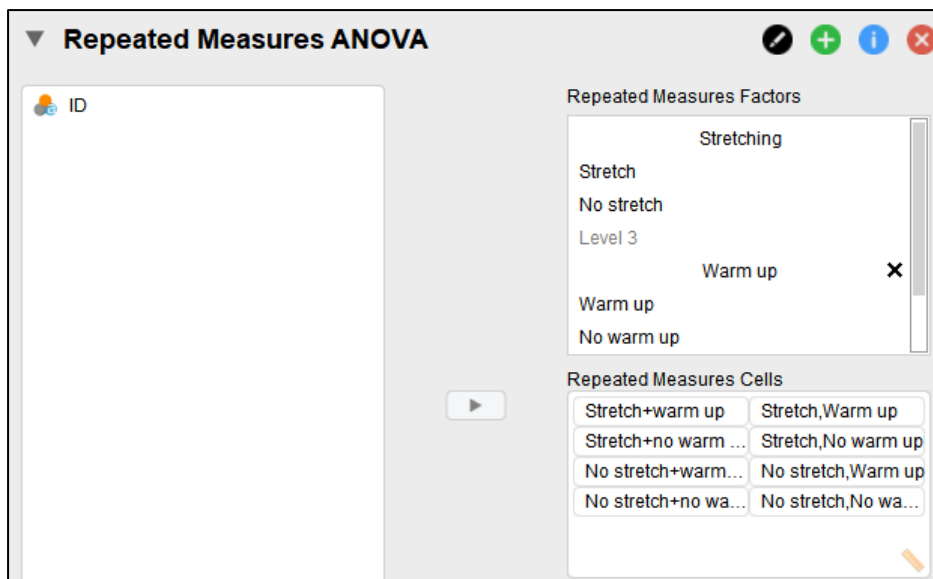 Repeated Measures ANOVA
ID
Repeated Measures Factors
Stretching
Stretch
No stretch
Level 3
Warm up
Warm up
No warm up
Repeated Measures Cells
Stretch+warm up Stretch,Warm up
Stretch+no warm ... Stretch,No warm up
No stretch+warm... No stretch,Warm up
No stretch+no wa... No stretch,No wa...